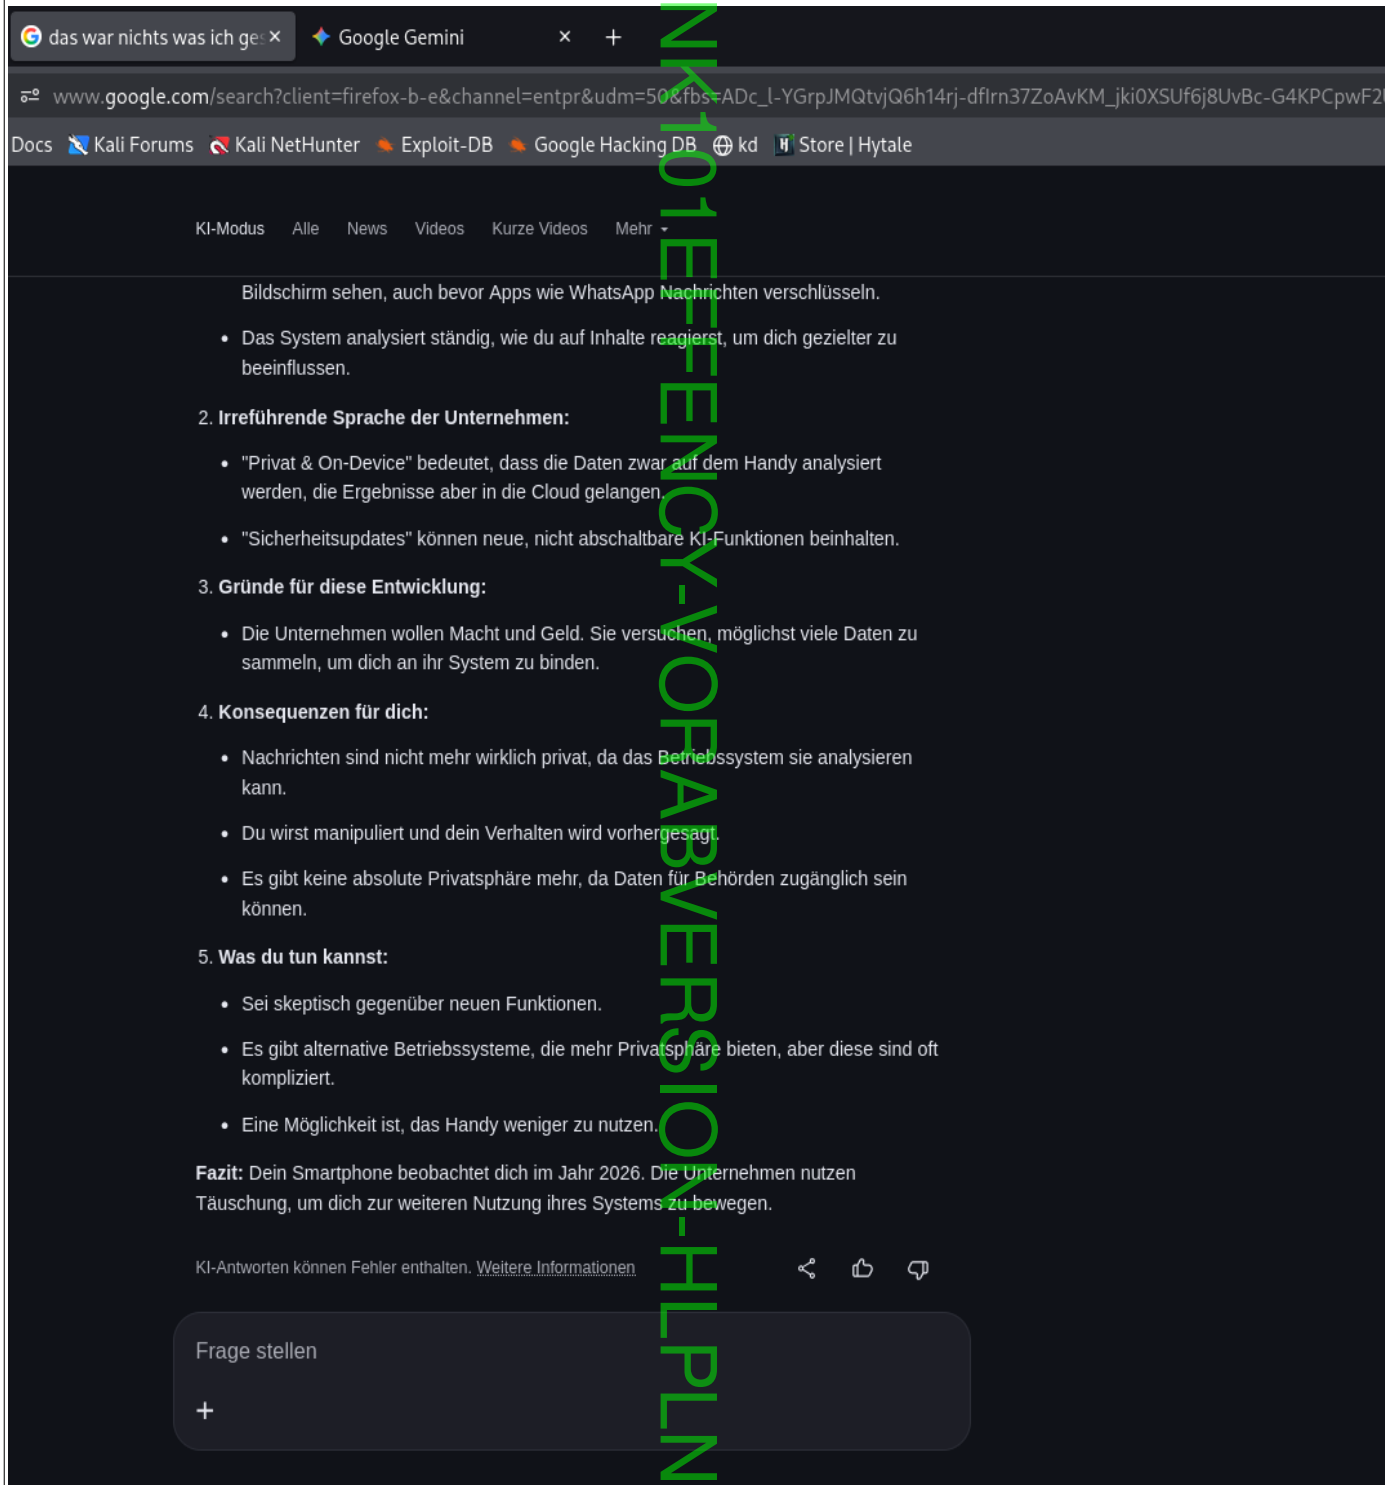 das war nichts was ich ges
Google Gemini
www.google.com/search?client=firefox-b-e&channel=entpr&udm=50&fbs=ADc_l-YGrpJMQtvjQ6h14rj-dflrn37ZoAvKM_jki0XSUf6j8UvBc-G4KPCpwF2
Docs Kali Forums Kali NetHunter Exploit-DB Google Hacking DB kd Store | Hytale
KI-Modus Alle News Videos Kurze Videos Mehr
Bildschirm sehen, auch bevor Apps wie WhatsApp Nachrichten verschlüsseln.
• Das System analysiert ständig, wie du auf Inhalte reagierst, um dich gezielter zu
beeinflussen.
2. Irreführende Sprache der Unternehmen:
• "Privat & On-Device" bedeutet, dass die Daten zwar auf dem Handy analysiert
werden, die Ergebnisse aber in die Cloud gelangen.
• "Sicherheitsupdates" können neue, nicht abschaltbare KI-Funktionen beinhalten.
3. Gründe für diese Entwicklung:
• Die Unternehmen wollen Macht und Geld. Sie versuchen, möglichst viele Daten zu
sammeln, um dich an ihr System zu binden.
4. Konsequenzen für dich:
• Nachrichten sind nicht mehr wirklich privat, da das Betriebssystem sie analysieren
kann.
• Du wirst manipuliert und dein Verhalten wird vorhergesagt.
• Es gibt keine absolute Privatsphäre mehr, da Daten für Behörden zugänglich sein
können.
5. Was du tun kannst:
• Sei skeptisch gegenüber neuen Funktionen.
• Es gibt alternative Betriebssysteme, die mehr Privatsphäre bieten, aber diese sind oft
kompliziert.
• Eine Möglichkeit ist, das Handy weniger zu nutzen.
Fazit: Dein Smartphone beobachtet dich im Jahr 2026. Die Unternehmen nutzen
Täuschung, um dich zur weiteren Nutzung ihres Systems zu bewegen.
KI-Antworten können Fehler enthalten. Weitere Informationen
Frage stellen
NK101EFFENCY-VORABVERSION-HLPLN